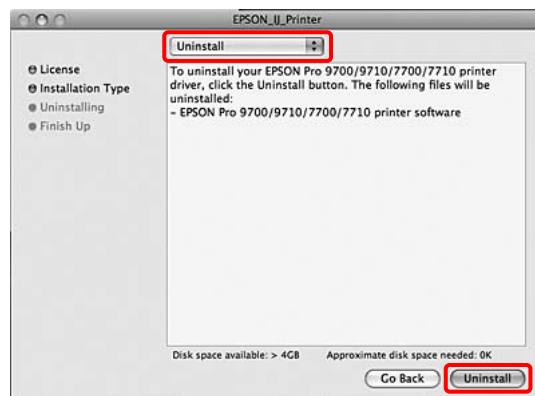 EPSON_IJ_Printer
Uninstall
License
Installation Type
Uninstalling
Finish Up
To uninstall your EPSON Pro 9700/9710/7700/7710 printer
driver, click the Uninstall button. The following files will be
uninstalled:
- EPSON Pro 9700/9710/7700/7710 printer software
Disk space available: > 4GB Approximate disk space needed: 0K
Go Back Uninstall